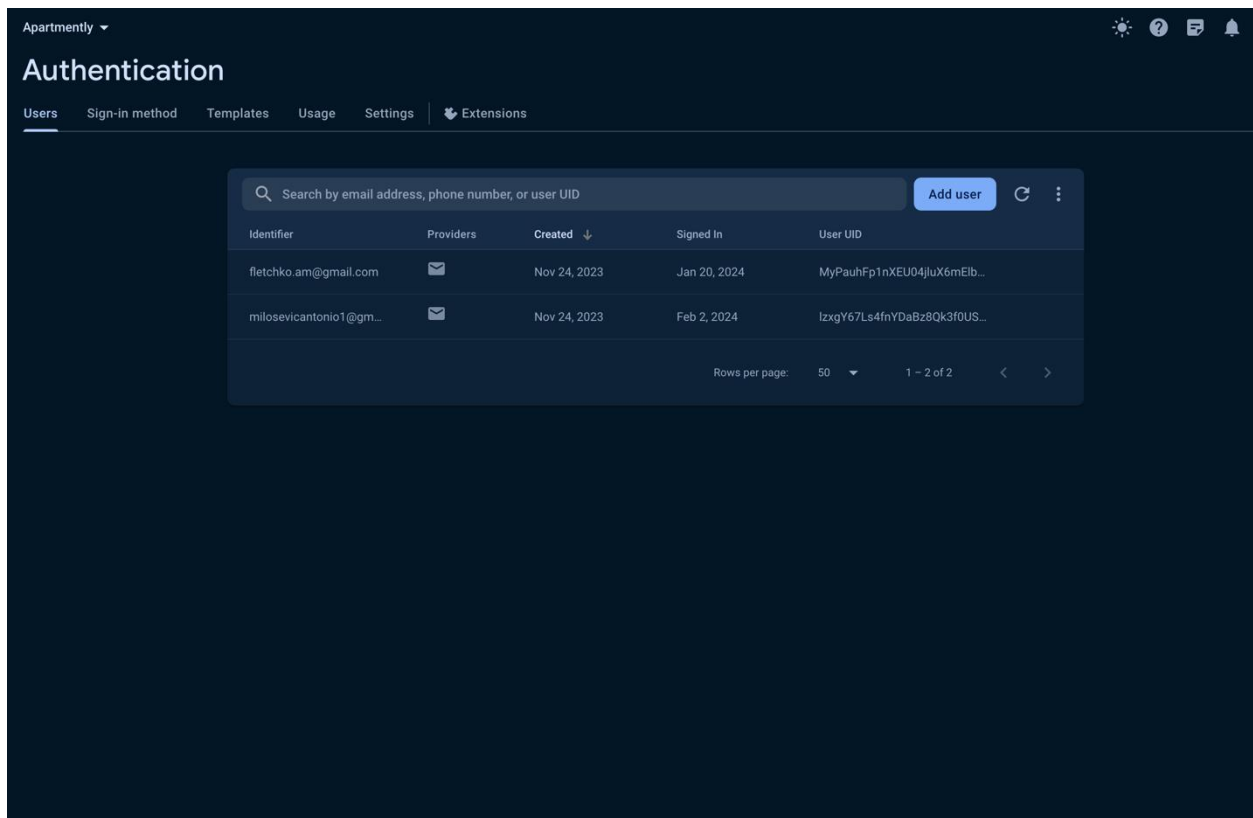 Apartmently
Authentication
Users Sign-in method Templates Usage Settings Extensions
Search by email address, phone number, or user UID Add user
Identifier Providers Created Signed In User UID
fletchko.am@gmail.com Nov 24, 2023 Jan 20, 2024 MyPauhFp1nXEU04jluX6mElb...
milosevicantonio1@gm... Nov 24, 2023 Feb 2, 2024 lzxgY67Ls4fnYDaBz8Qk3f0US...
Rows per page: 50 1 – 2 of 2